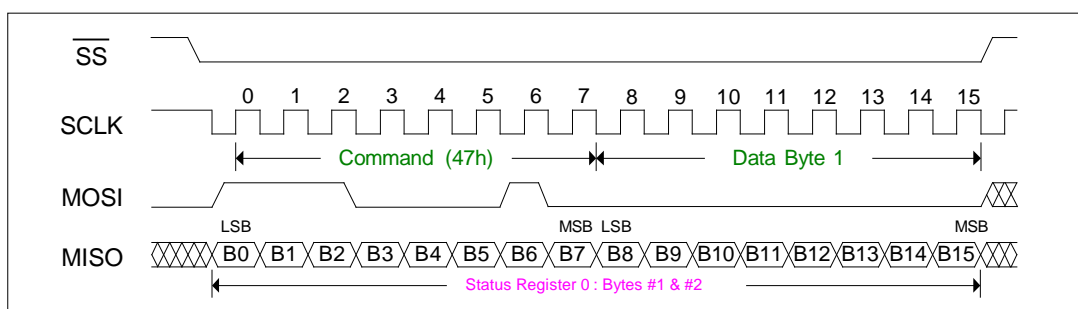 SS
0 1 2 3 4 5 6 7 8 9 10 11 12 13 14 15
SCLK
Command (47h) Data Byte 1
MOSI
LSB MSB LSB MSB
MISO B0 B1 B2 B3 B4 B5 B6 B7 B8 B9 B10 B11 B12 B13 B14 B15
Status Register 0 : Bytes #1 & #2